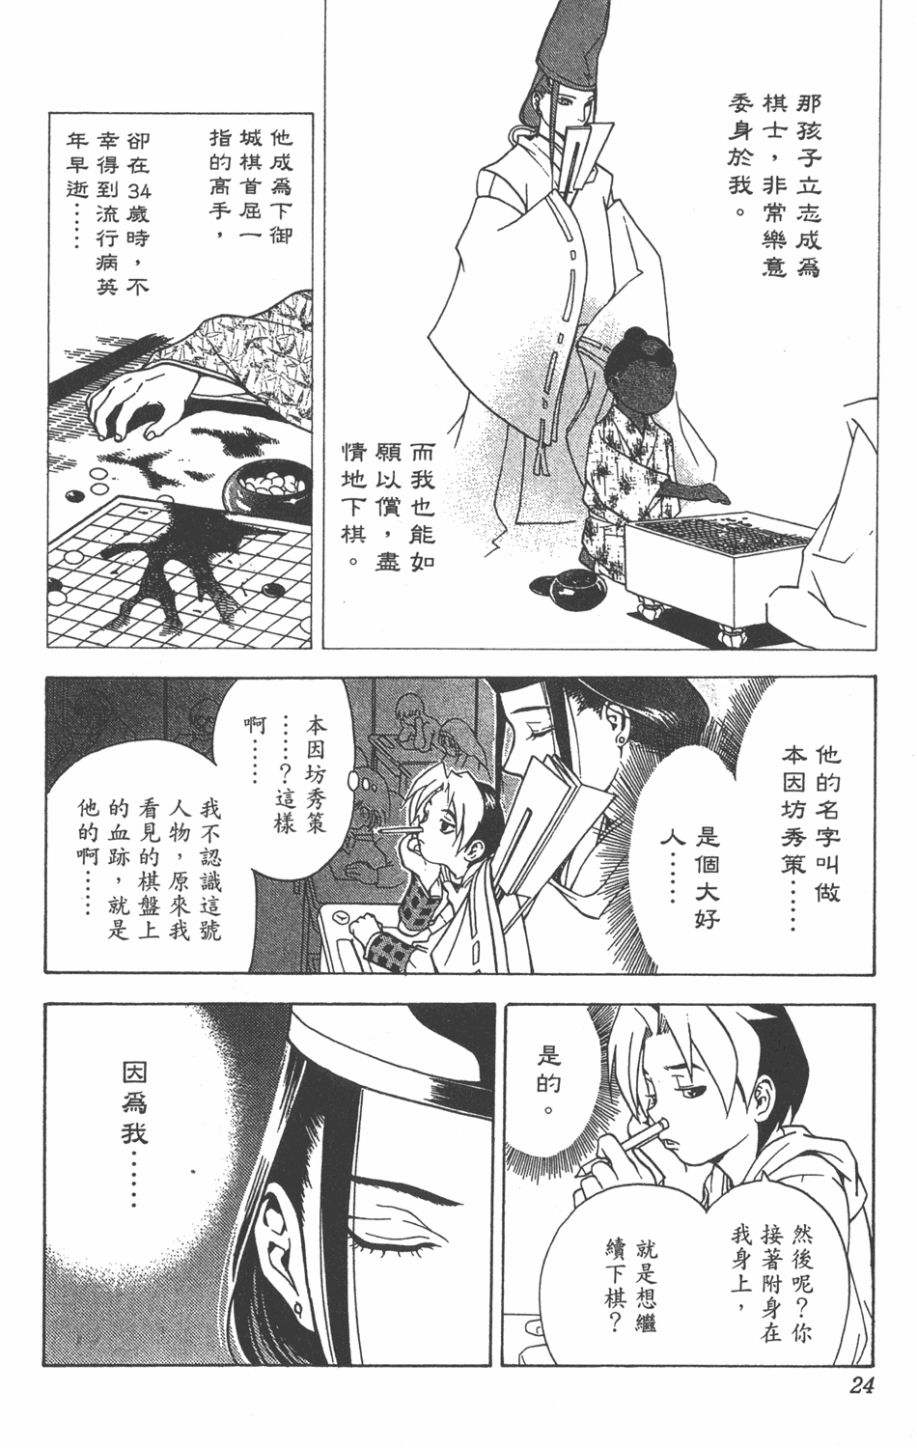 那孩子立志成為
棋士，非常樂意
委身於我。
而我也能如
願以償，盡
情地下棋。
他成為下御
城棋首屈一
指的高手，
卻在34歲時，不
幸得到流行病英
年早逝……
他的名字叫做
本因坊秀策……
是個大好
人……
本因坊秀策
……？這樣
啊……
我不認識這號
人物，原來我
看見的棋盤上
的血跡，就是
他的啊……
是的。
然後呢？你
接著附身在
我身上，
就是想繼
續下棋？
因為我……
24